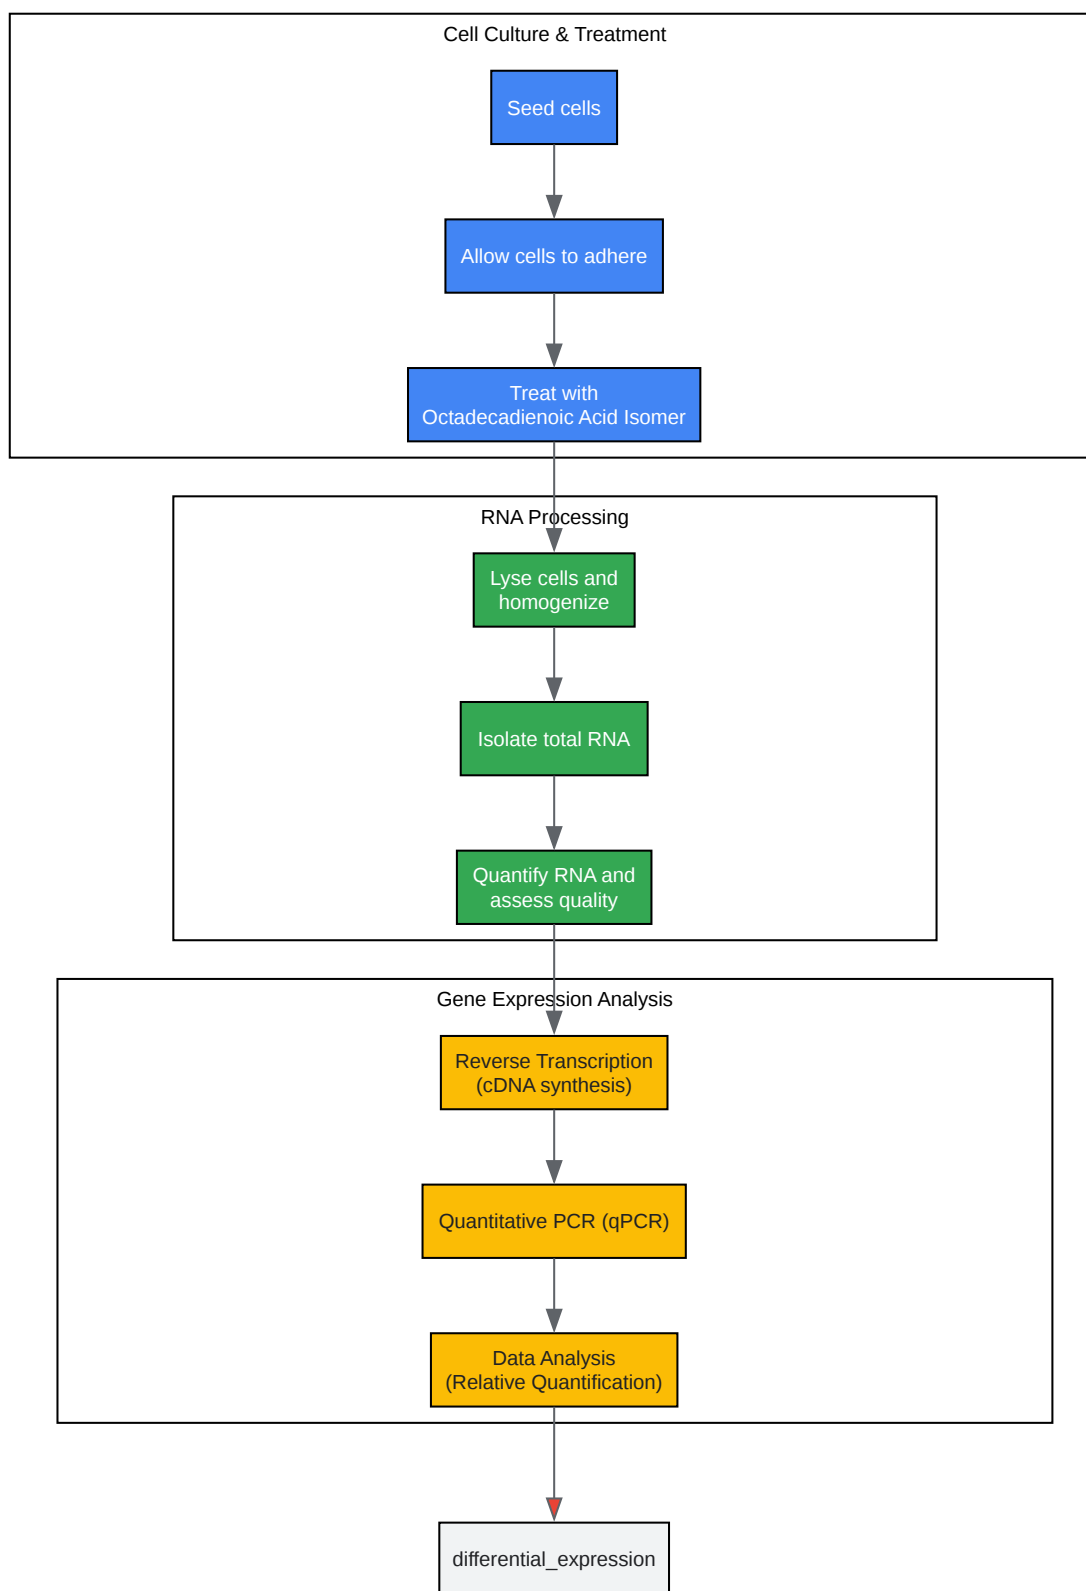 Cell Culture & Treatment
Seed cells
Allow cells to adhere
Treat with
Octadecadienoic Acid Isomer
RNA Processing
Lyse cells and
homogenize
Isolate total RNA
Quantify RNA and
assess quality
Gene Expression Analysis
Reverse Transcription
(cDNA synthesis)
Quantitative PCR (qPCR)
Data Analysis
(Relative Quantification)
differential_expression